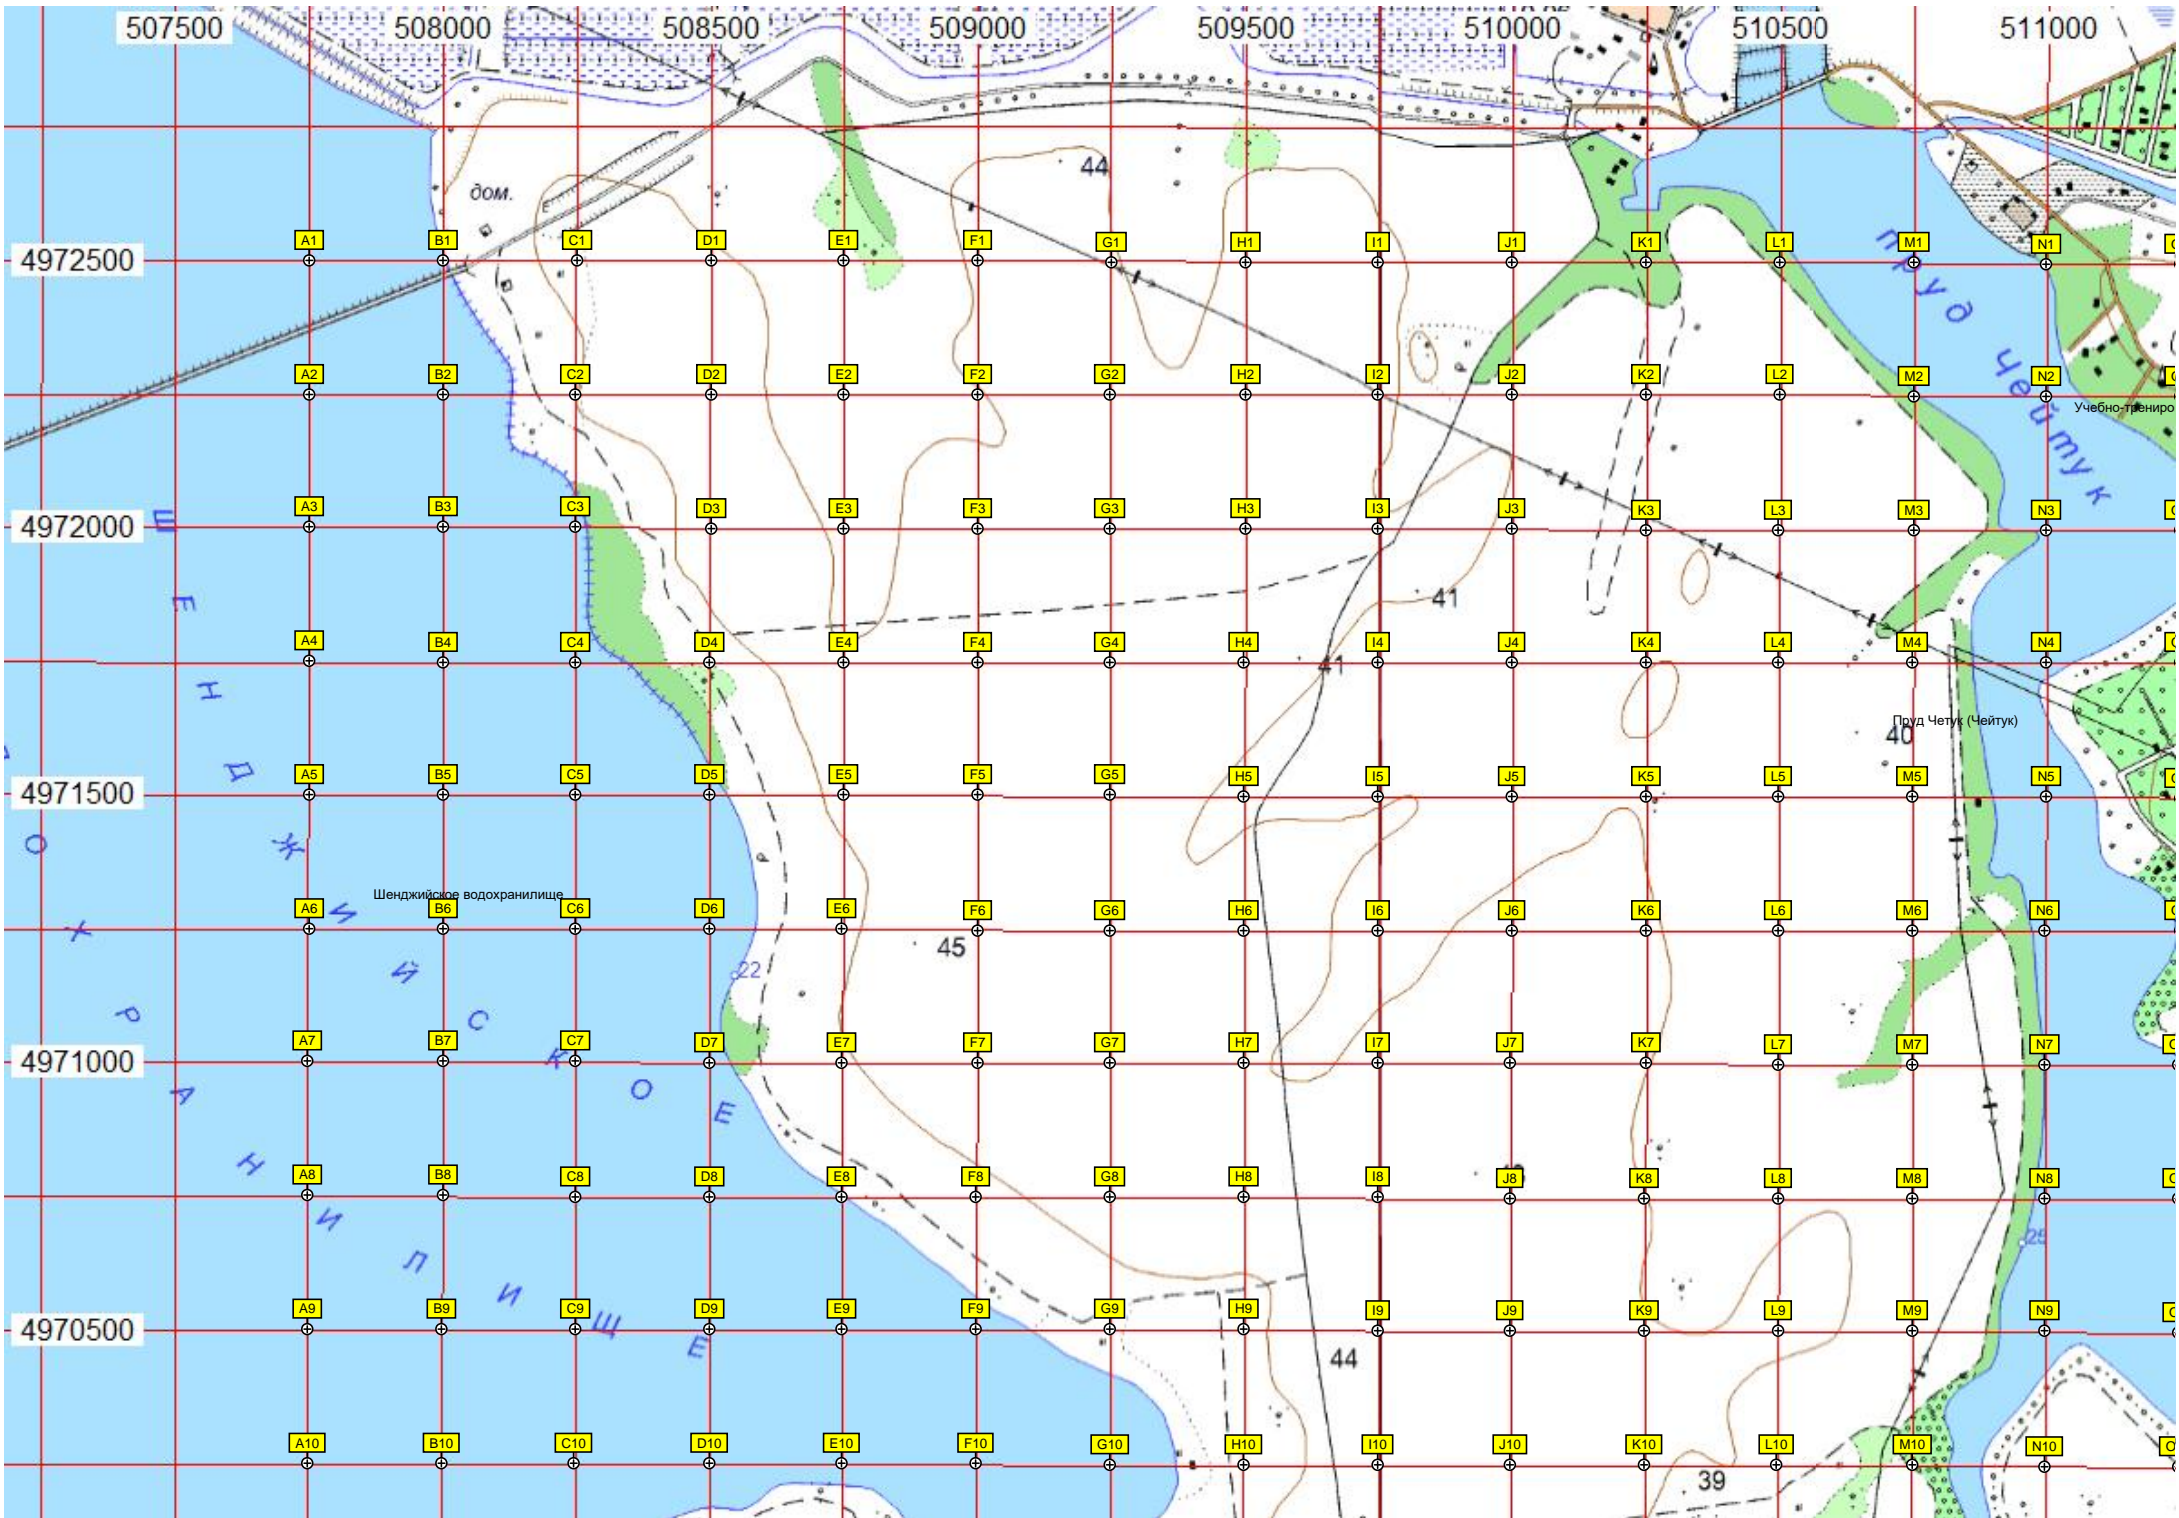 507500 508000 508500 509000 509500 510000 510500 511000
44
дом.
A1 B1 C1 D1 E1 F1 G1 H1 I1 J1 K1 L1 M1 N1
4972500
пруд Чейтук
A2 B2 C2 D2 E2 F2 G2 H2 I2 J2 K2 L2 M2 N2
Учебно-трениро
A3 B3 C3 D3 E3 F3 G3 H3 I3 J3 K3 L3 M3 N3
4972000
41
A4 B4 C4 D4 E4 F4 G4 H4 I4 J4 K4 L4 M4 N4
41
Пруд Четук (Чейтук)
40
A5 B5 C5 D5 E5 F5 G5 H5 I5 J5 K5 L5 M5 N5
4971500
ШЕНДЖИЙСКОЕ
Шенджийское водохранилище
A6 B6 C6 D6 E6 F6 G6 H6 I6 J6 K6 L6 M6 N6
45
22
ОХРАНИЛИЩЕ
A7 B7 C7 D7 E7 F7 G7 H7 I7 J7 K7 L7 M7 N7
4971000
A8 B8 C8 D8 E8 F8 G8 H8 I8 J8 K8 L8 M8 N8
25
A9 B9 C9 D9 E9 F9 G9 H9 I9 J9 K9 L9 M9 N9
4970500
44
A10 B10 C10 D10 E10 F10 G10 H10 I10 J10 K10 L10 M10 N10
39